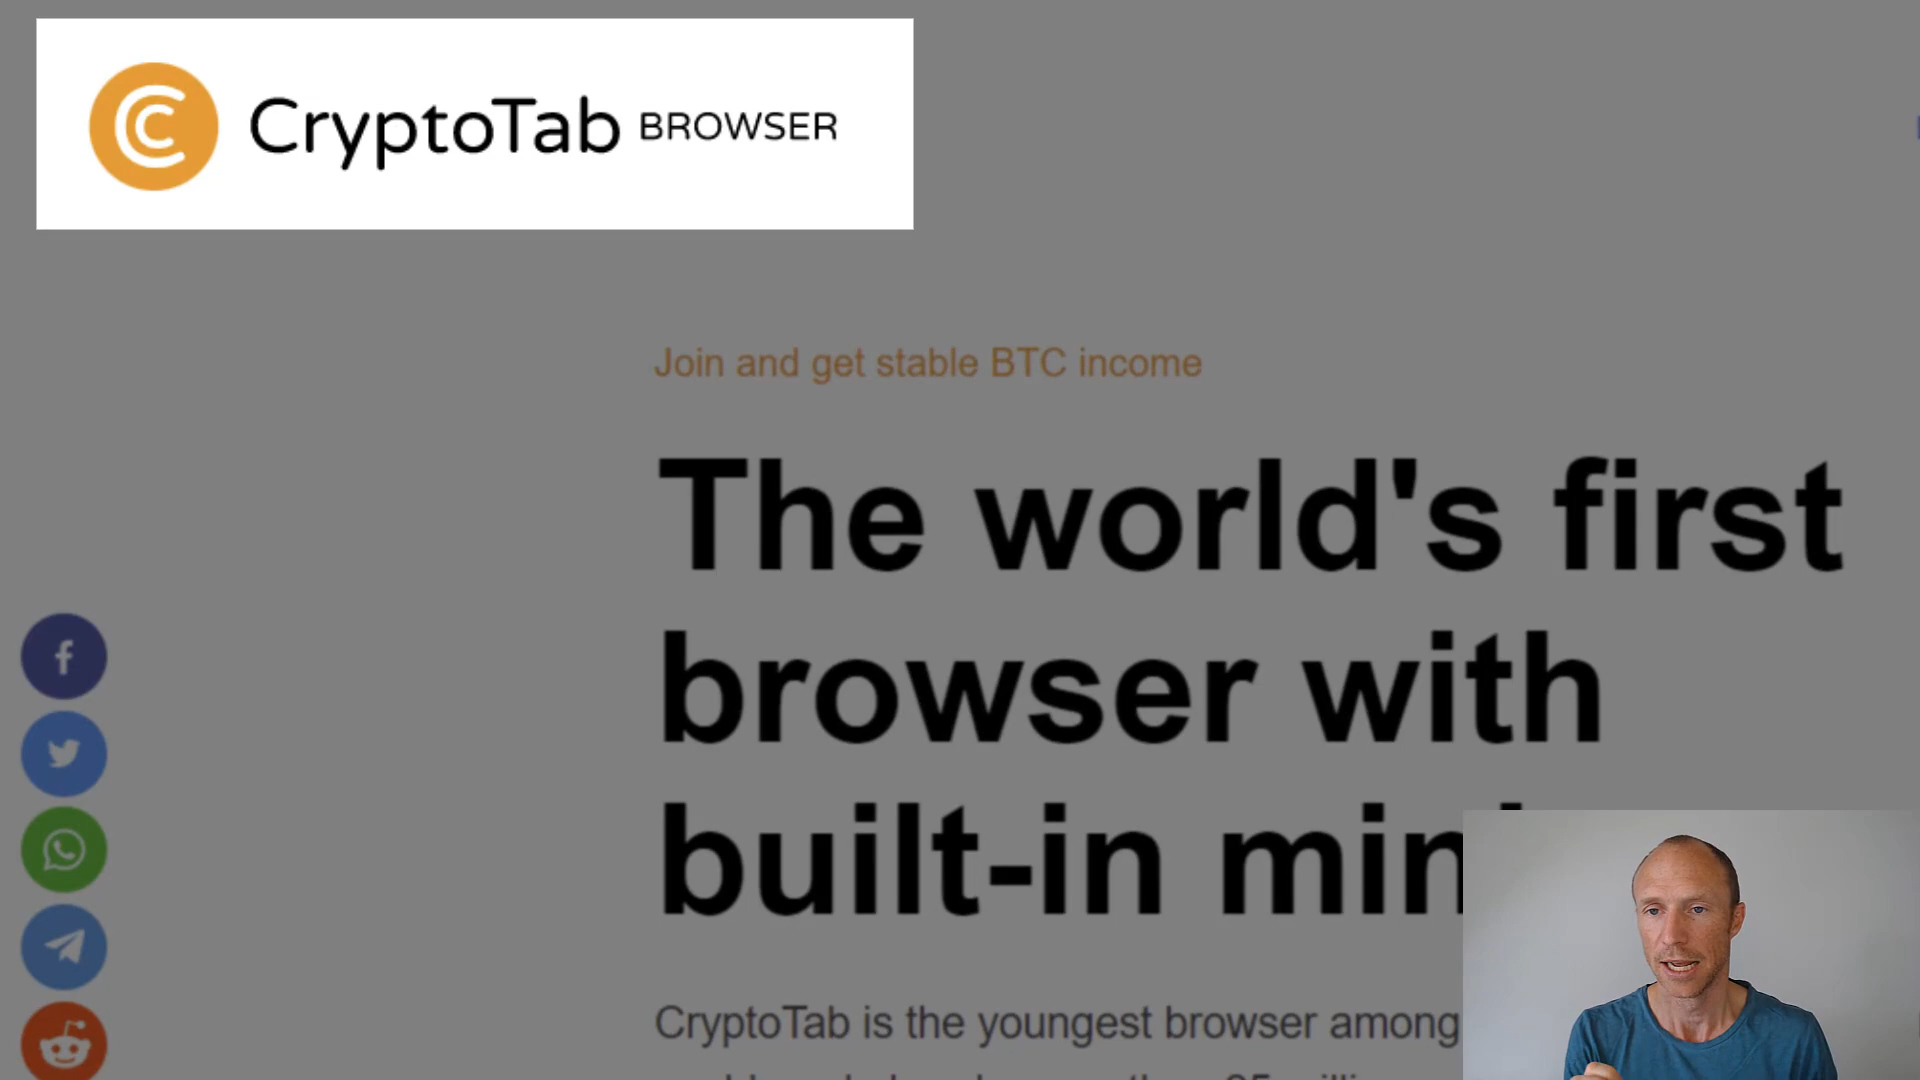 CryptoTab BROWSER
Join and get stable BTC income
The world's first
browser with
built-in
CryptoTab is the youngest browser among